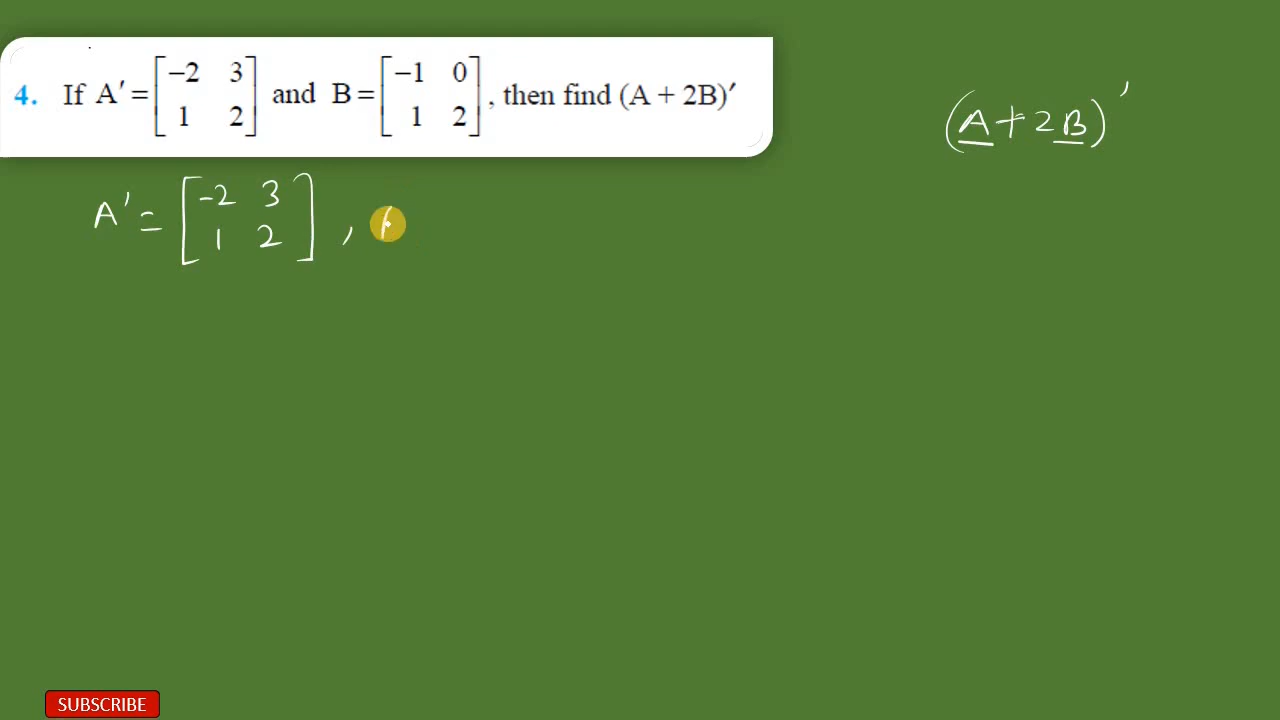 4. If A′ = [−2 3 1 2] and B = [−1 0 1 2], then find (A + 2B)′
(A+2B)′
A′ = [-2 3 1 2],
SUBSCRIBE